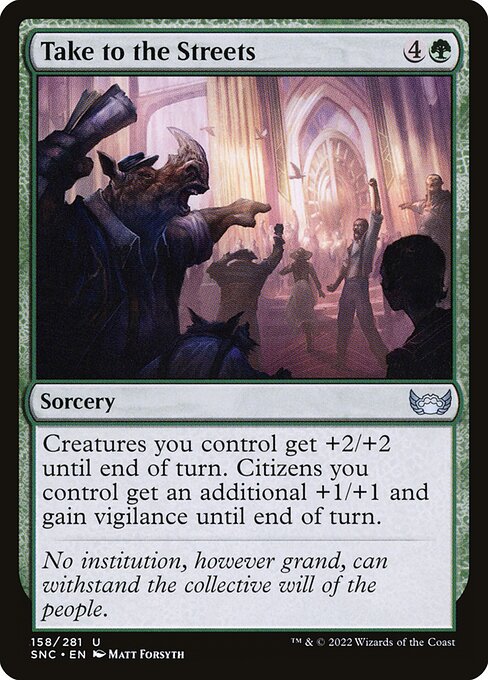 Take to the Streets 4
Sorcery
Creatures you control get +2/+2
until end of turn. Citizens you
control get an additional +1/+1 and
gain vigilance until end of turn.
No institution, however grand, can
withstand the collective will of the
people.
158/281 U
SNC • EN Matt Forsyth
™ & © 2022 Wizards of the Coast